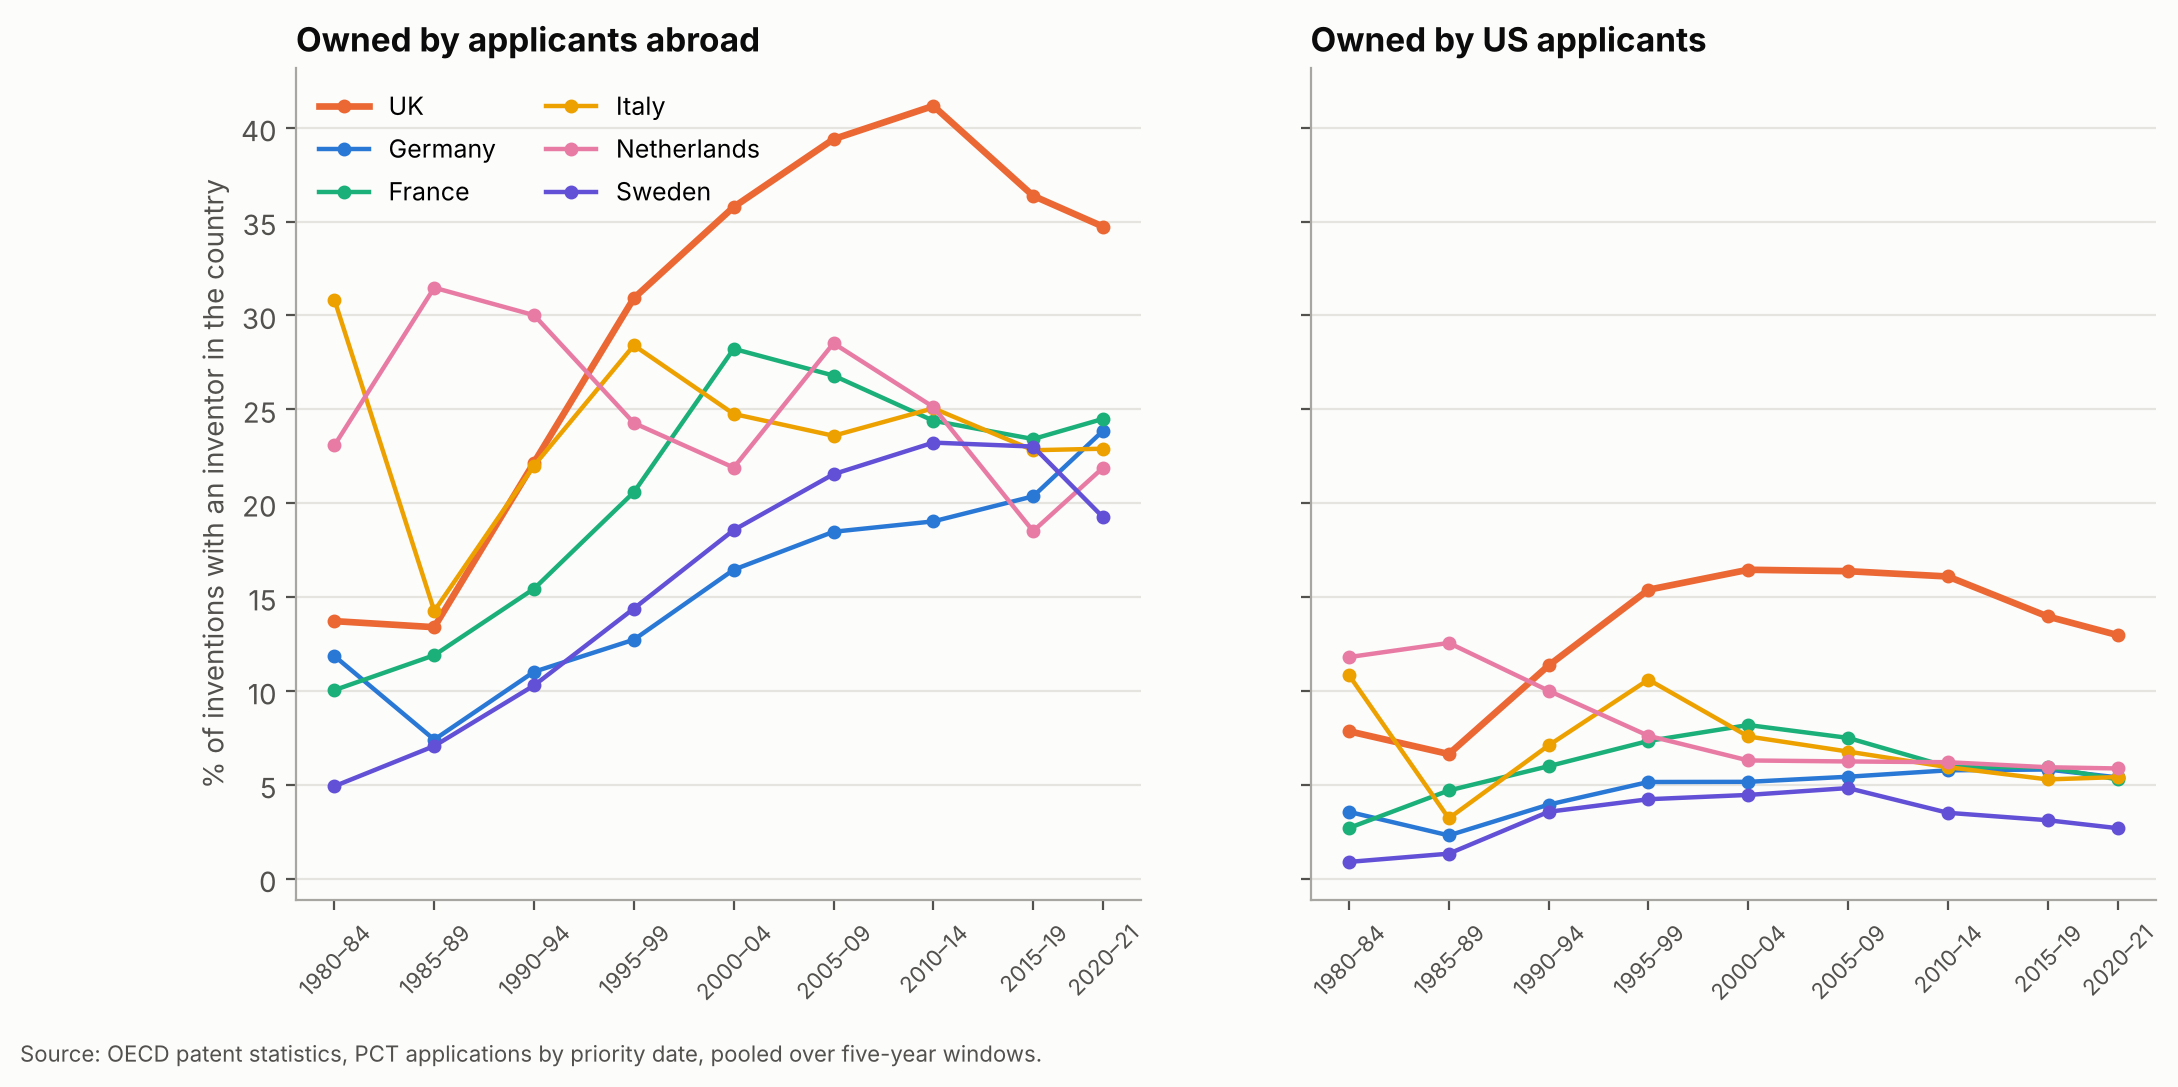 Owned by applicants abroad
UK
Germany
France
Italy
Netherlands
Sweden
% of inventions with an inventor in the country
40
35
30
25
20
15
10
5
0
1980–84
1985–89
1990–94
1995–99
2000–04
2005–09
2010–14
2015–19
2020–21
Owned by US applicants
1980–84
1985–89
1990–94
1995–99
2000–04
2005–09
2010–14
2015–19
2020–21
Source: OECD patent statistics, PCT applications by priority date, pooled over five-year windows.